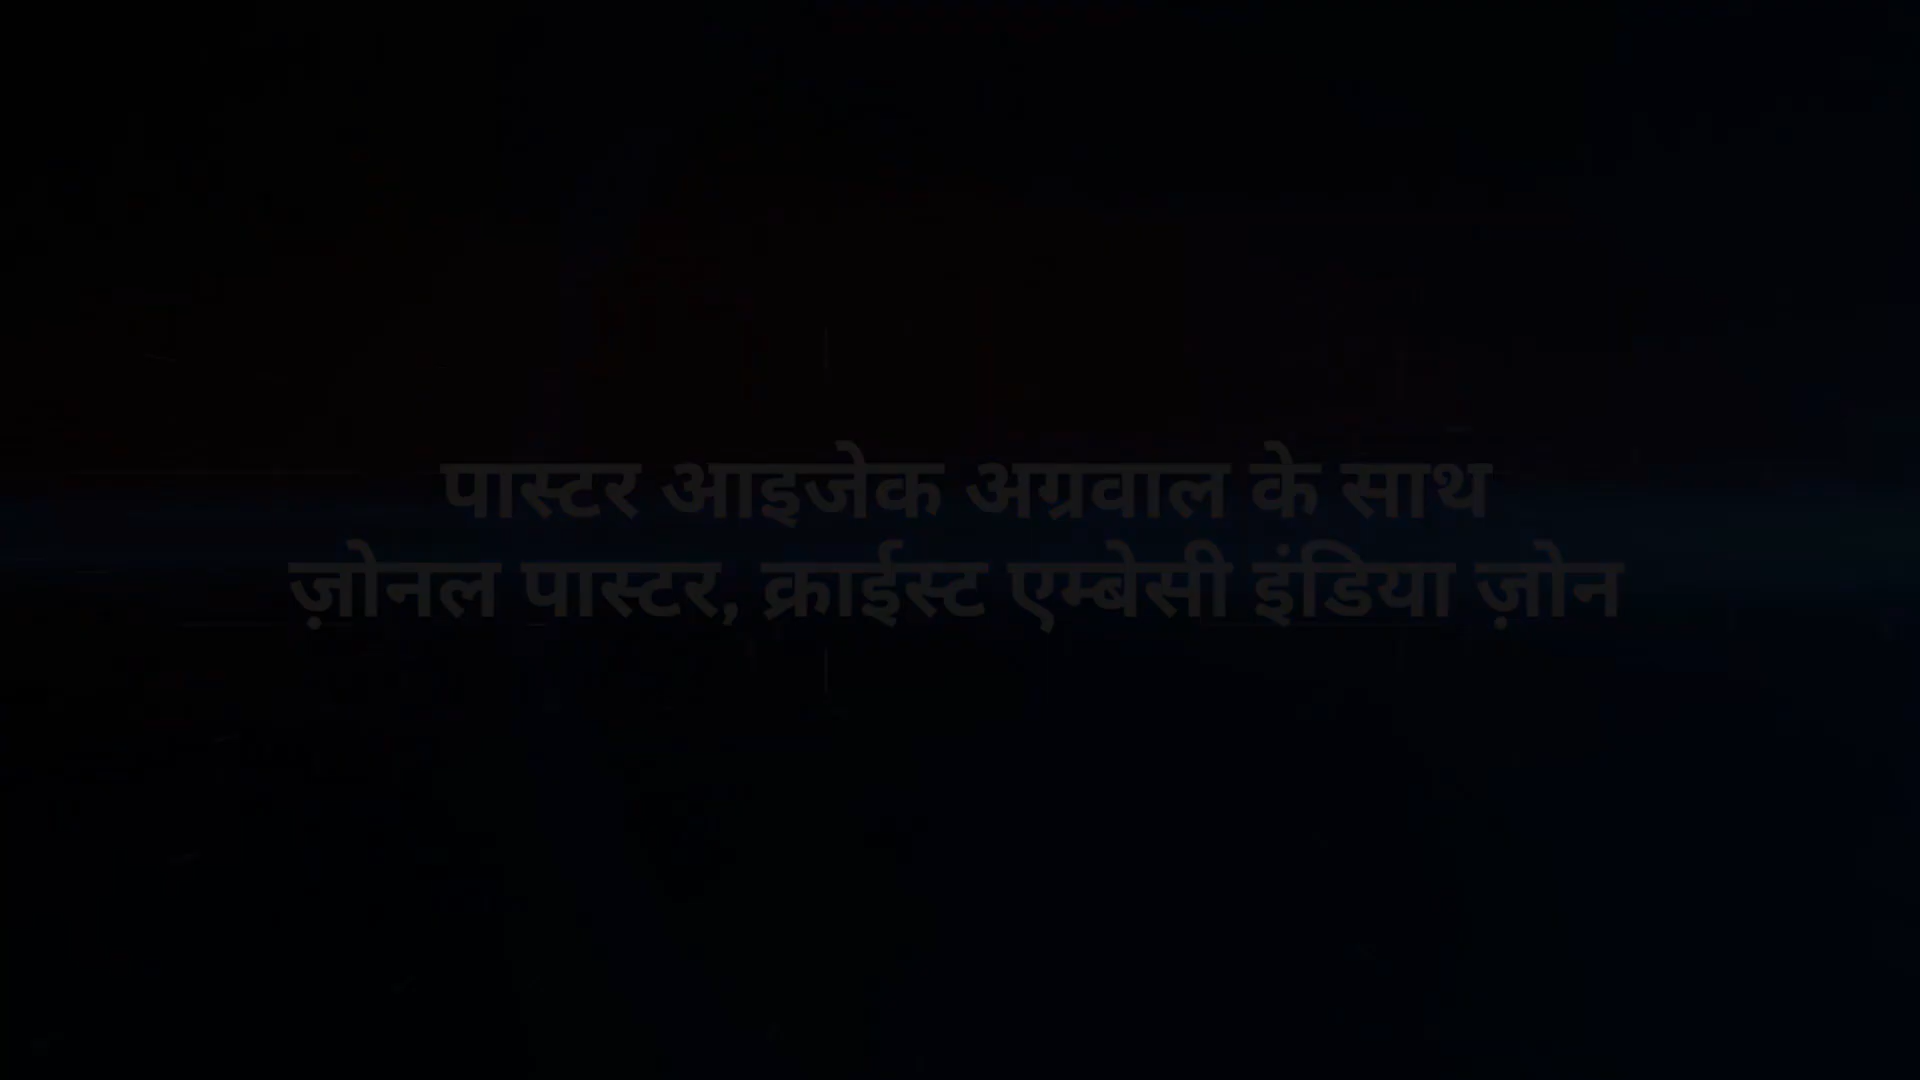 पास्टर आइजेक अग्रवाल के साथ
ज़ोनल पास्टर, क्राईस्ट एम्बेसी इंडिया ज़ोन